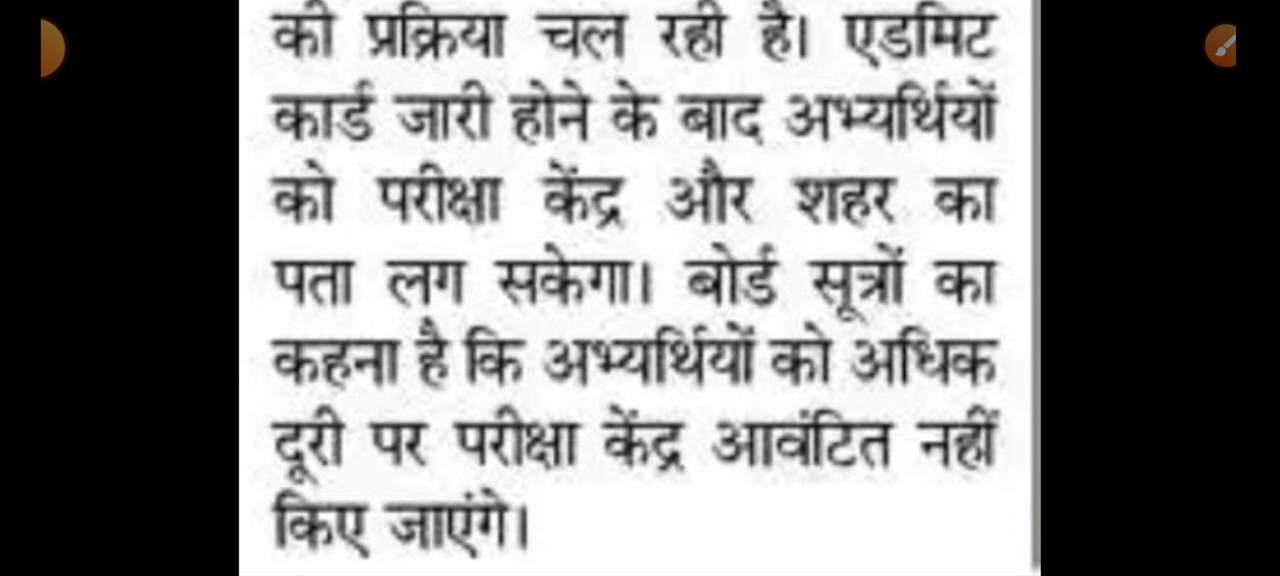 की प्रक्रिया चल रही है। एडमिट
कार्ड जारी होने के बाद अभ्यर्थियों
को परीक्षा केंद्र और शहर का
पता लग सकेगा। बोर्ड सूत्रों का
कहना है कि अभ्यर्थियों को अधिक
दूरी पर परीक्षा केंद्र आवंटित नहीं
किए जाएंगे।